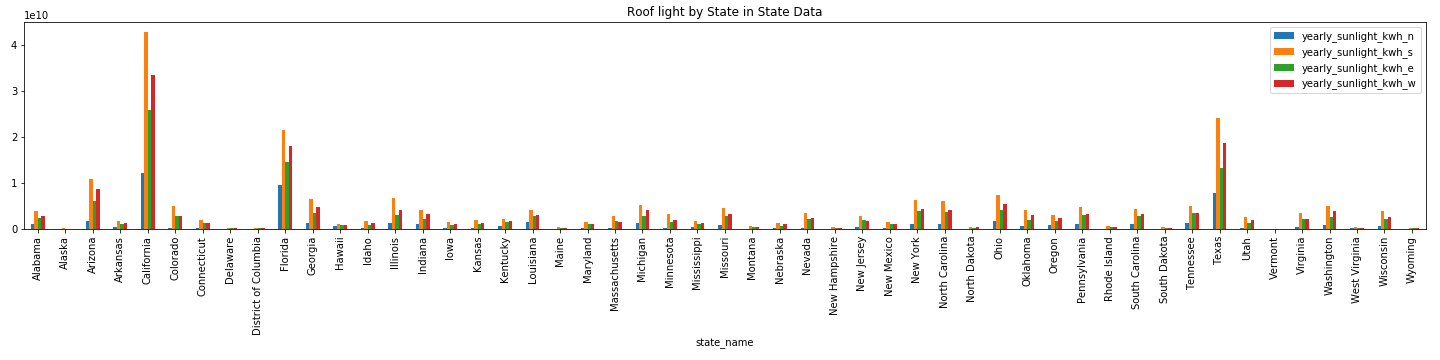 Roof light by State in State Data
1e10
4
3
2
1
0
yearly_sunlight_kwh_n
yearly_sunlight_kwh_s
yearly_sunlight_kwh_e
yearly_sunlight_kwh_w
Alabama
Alaska
Arizona
Arkansas
California
Colorado
Connecticut
Delaware
District of Columbia
Florida
Georgia
Hawaii
Idaho
Illinois
Indiana
Iowa
Kansas
Kentucky
Louisiana
Maine
Maryland
Massachusetts
Michigan
Minnesota
Mississippi
Missouri
Montana
Nebraska
Nevada
New Hampshire
New Jersey
New Mexico
New York
North Carolina
North Dakota
Ohio
Oklahoma
Oregon
Pennsylvania
Rhode Island
South Carolina
South Dakota
Tennessee
Texas
Utah
Vermont
Virginia
Washington
West Virginia
Wisconsin
Wyoming
state_name